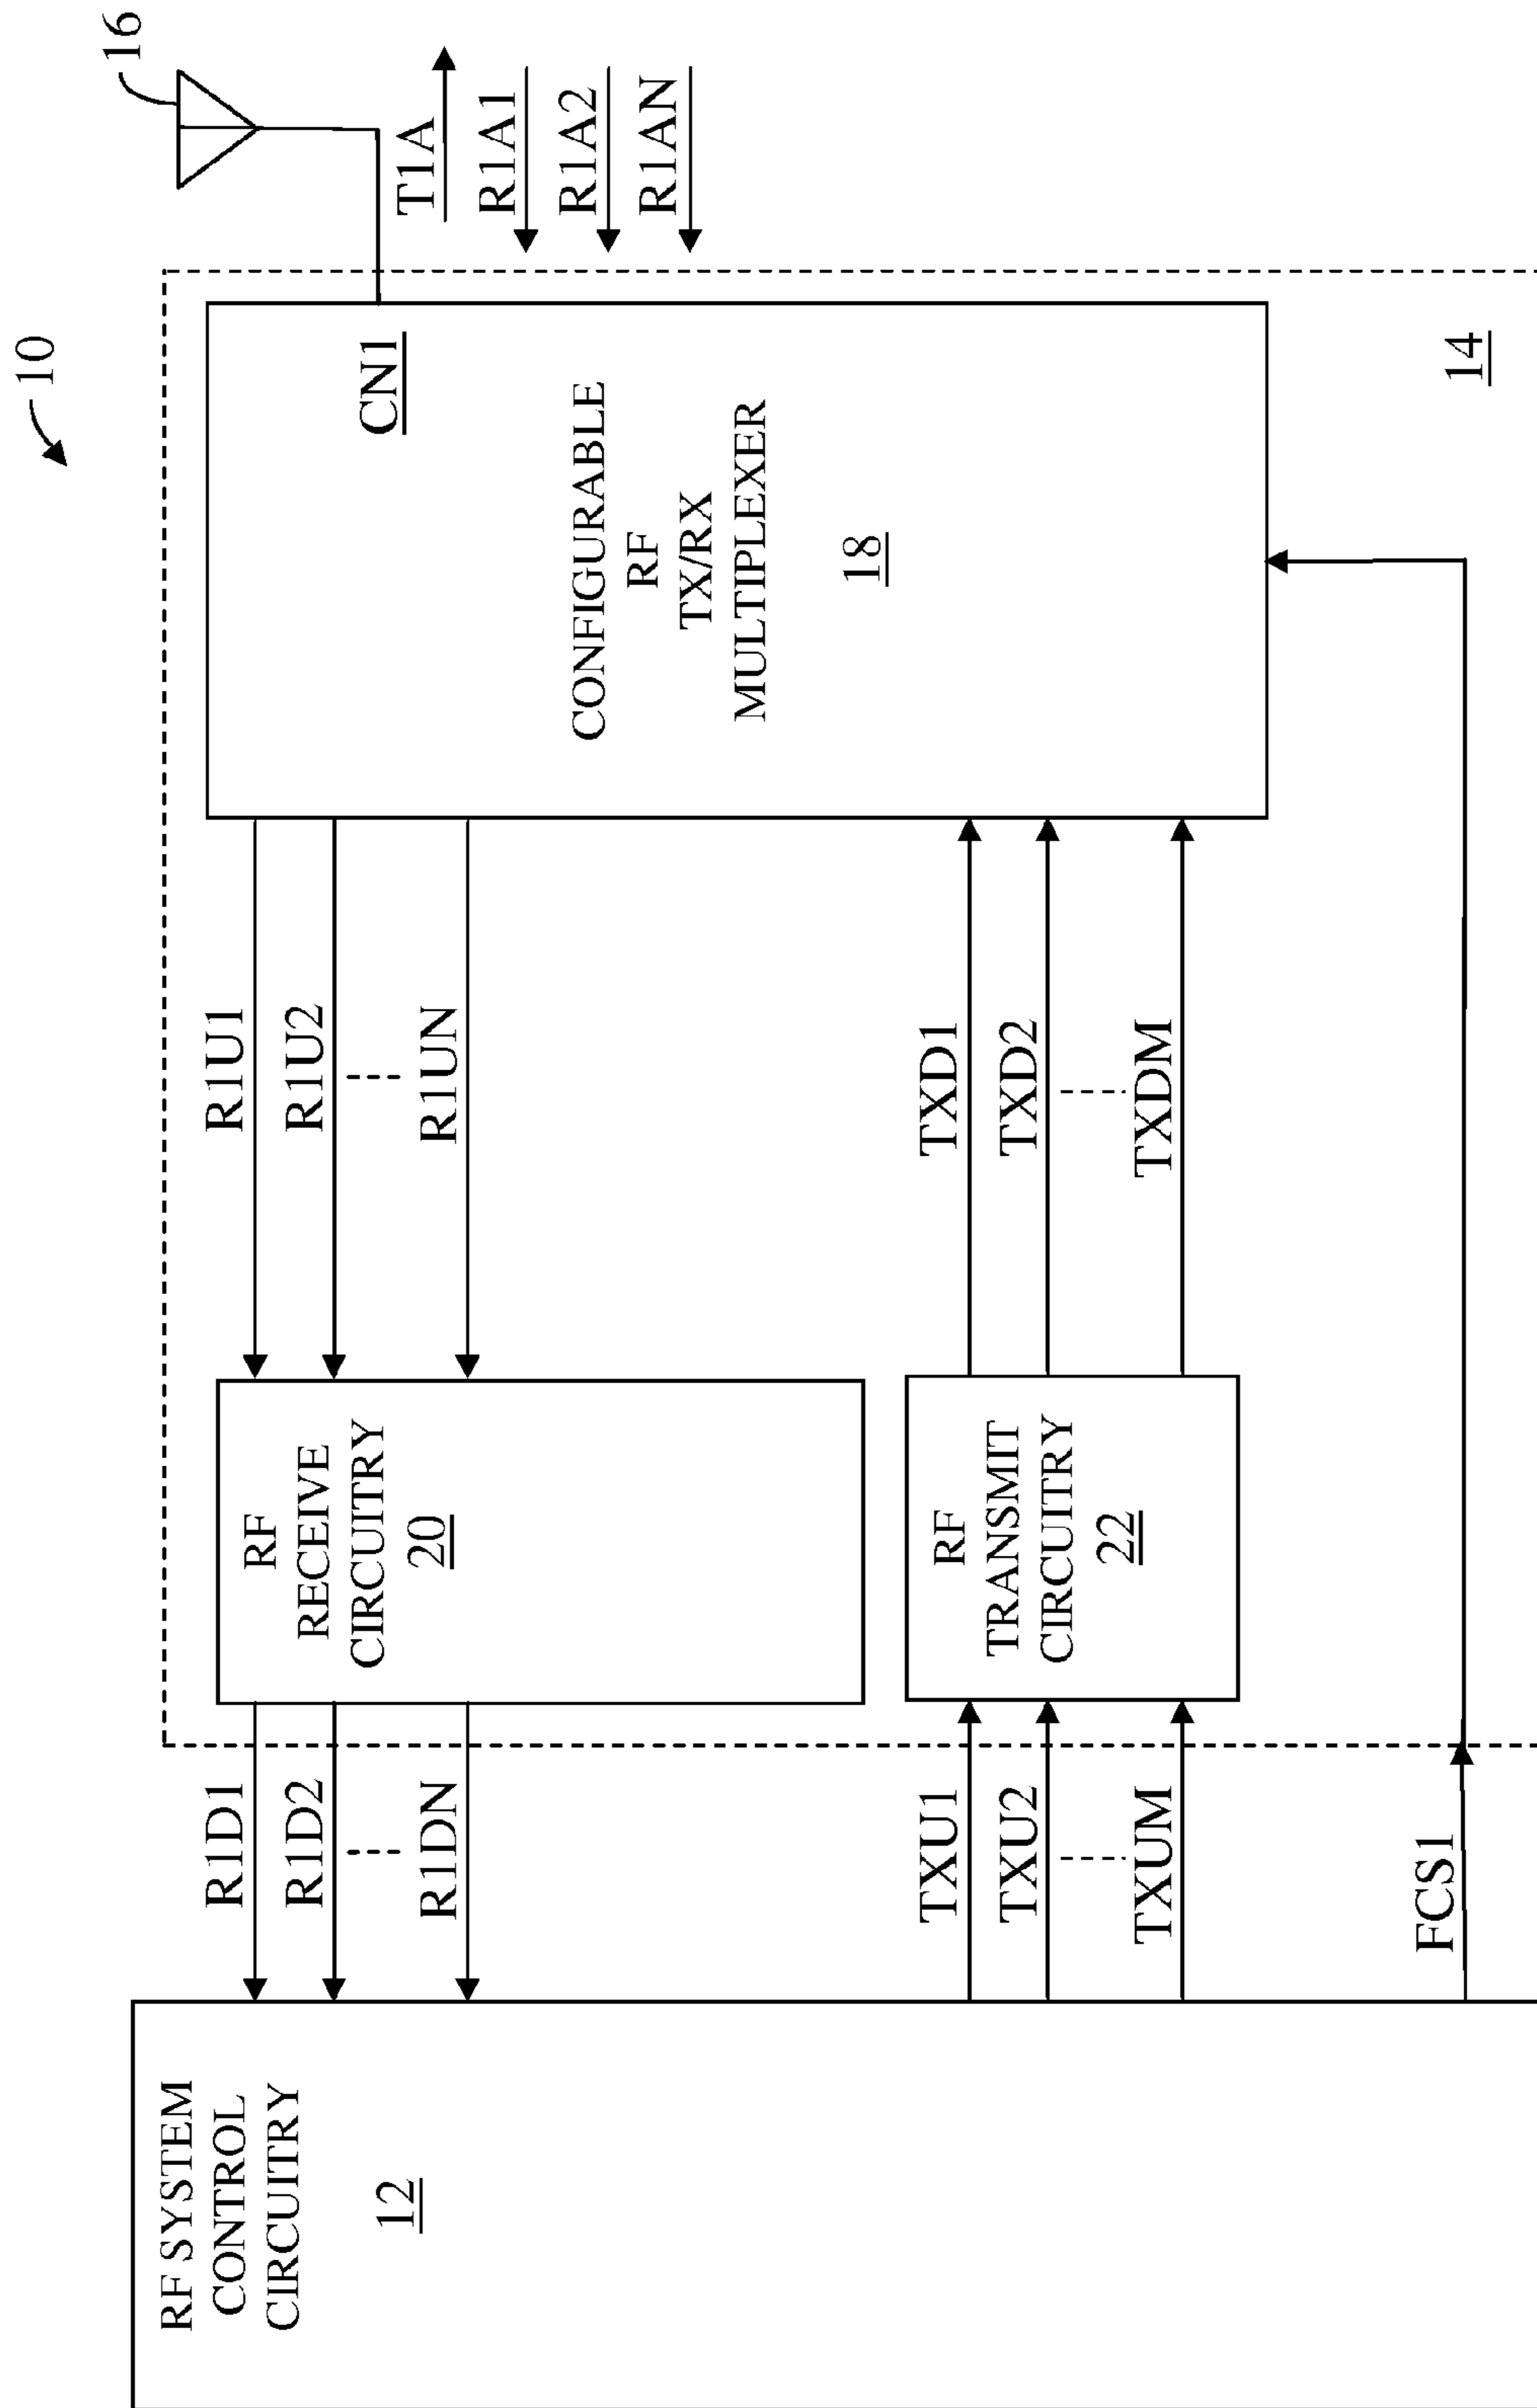 10
16
T1A
R1A1
R1A2
R1AN
RF SYSTEM
CONTROL
CIRCUITRY
12
R1D1
R1D2
R1DN
RF
RECEIVE
CIRCUITRY
20
R1U1
R1U2
R1UN
CN1
CONFIGURABLE
RF
TX/RX
MULTIPLEXER
18
TXU1
TXU2
TXUM
RF
TRANSMIT
CIRCUITRY
22
TXD1
TXD2
TXDM
FCS1
14